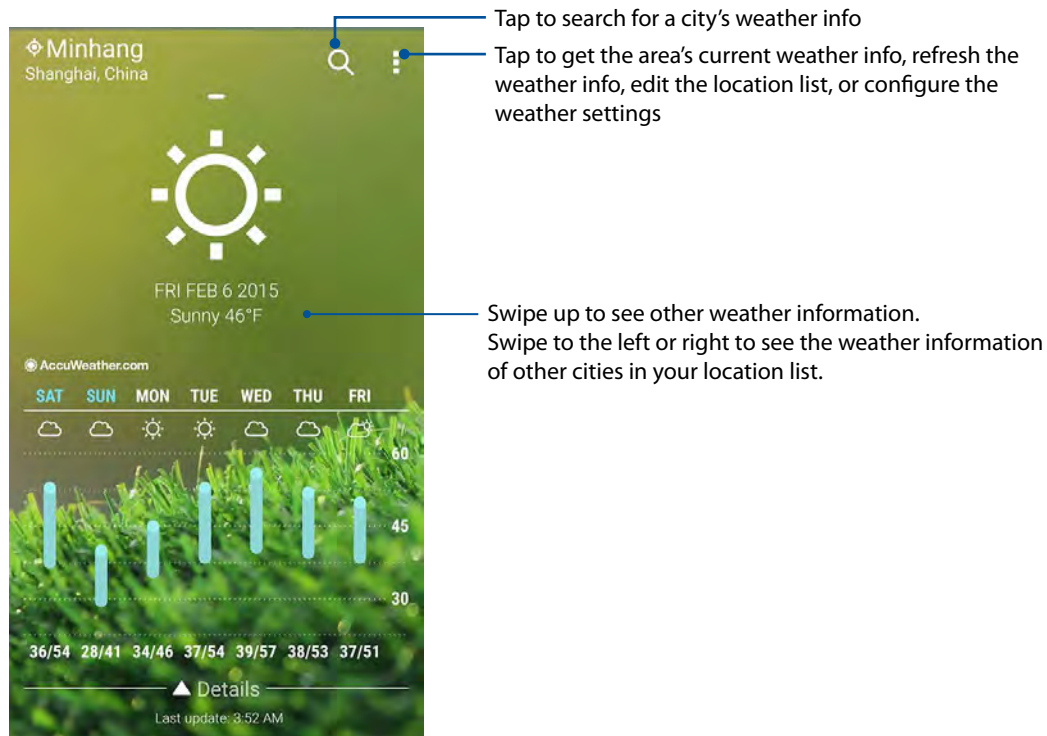 Tap to search for a city's weather info
Tap to get the area's current weather info, refresh the
weather info, edit the location list, or configure the
weather settings
Minhang
Shanghai, China
FRI FEB 6 2015
Sunny 46°F
Swipe up to see other weather information.
Swipe to the left or right to see the weather information
of other cities in your location list.
AccuWeather.com
SAT SUN MON TUE WED THU FRI
60
45
30
36/54 28/41 34/46 37/54 39/57 38/53 37/51
Details
Last update: 3:52 AM